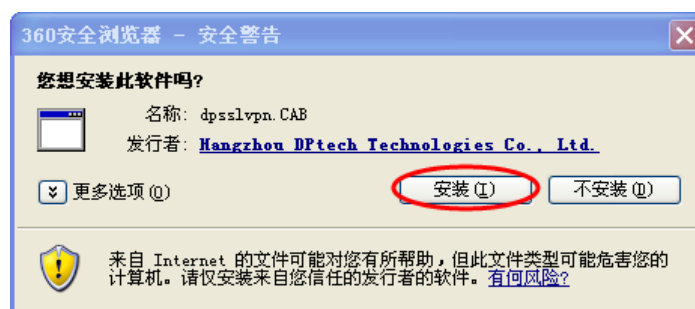 360安全浏览器 - 安全警告
您想安装此软件吗?
名称: dpsslvpn.CAB
发行者: Hangzhou DPtech Technologies Co., Ltd.
更多选项(O)
安装(I)
不安装(D)
来自 Internet 的文件可能对您有所帮助，但此文件类型可能危害您的
计算机。请仅安装来自您信任的发行者的软件。有何风险?